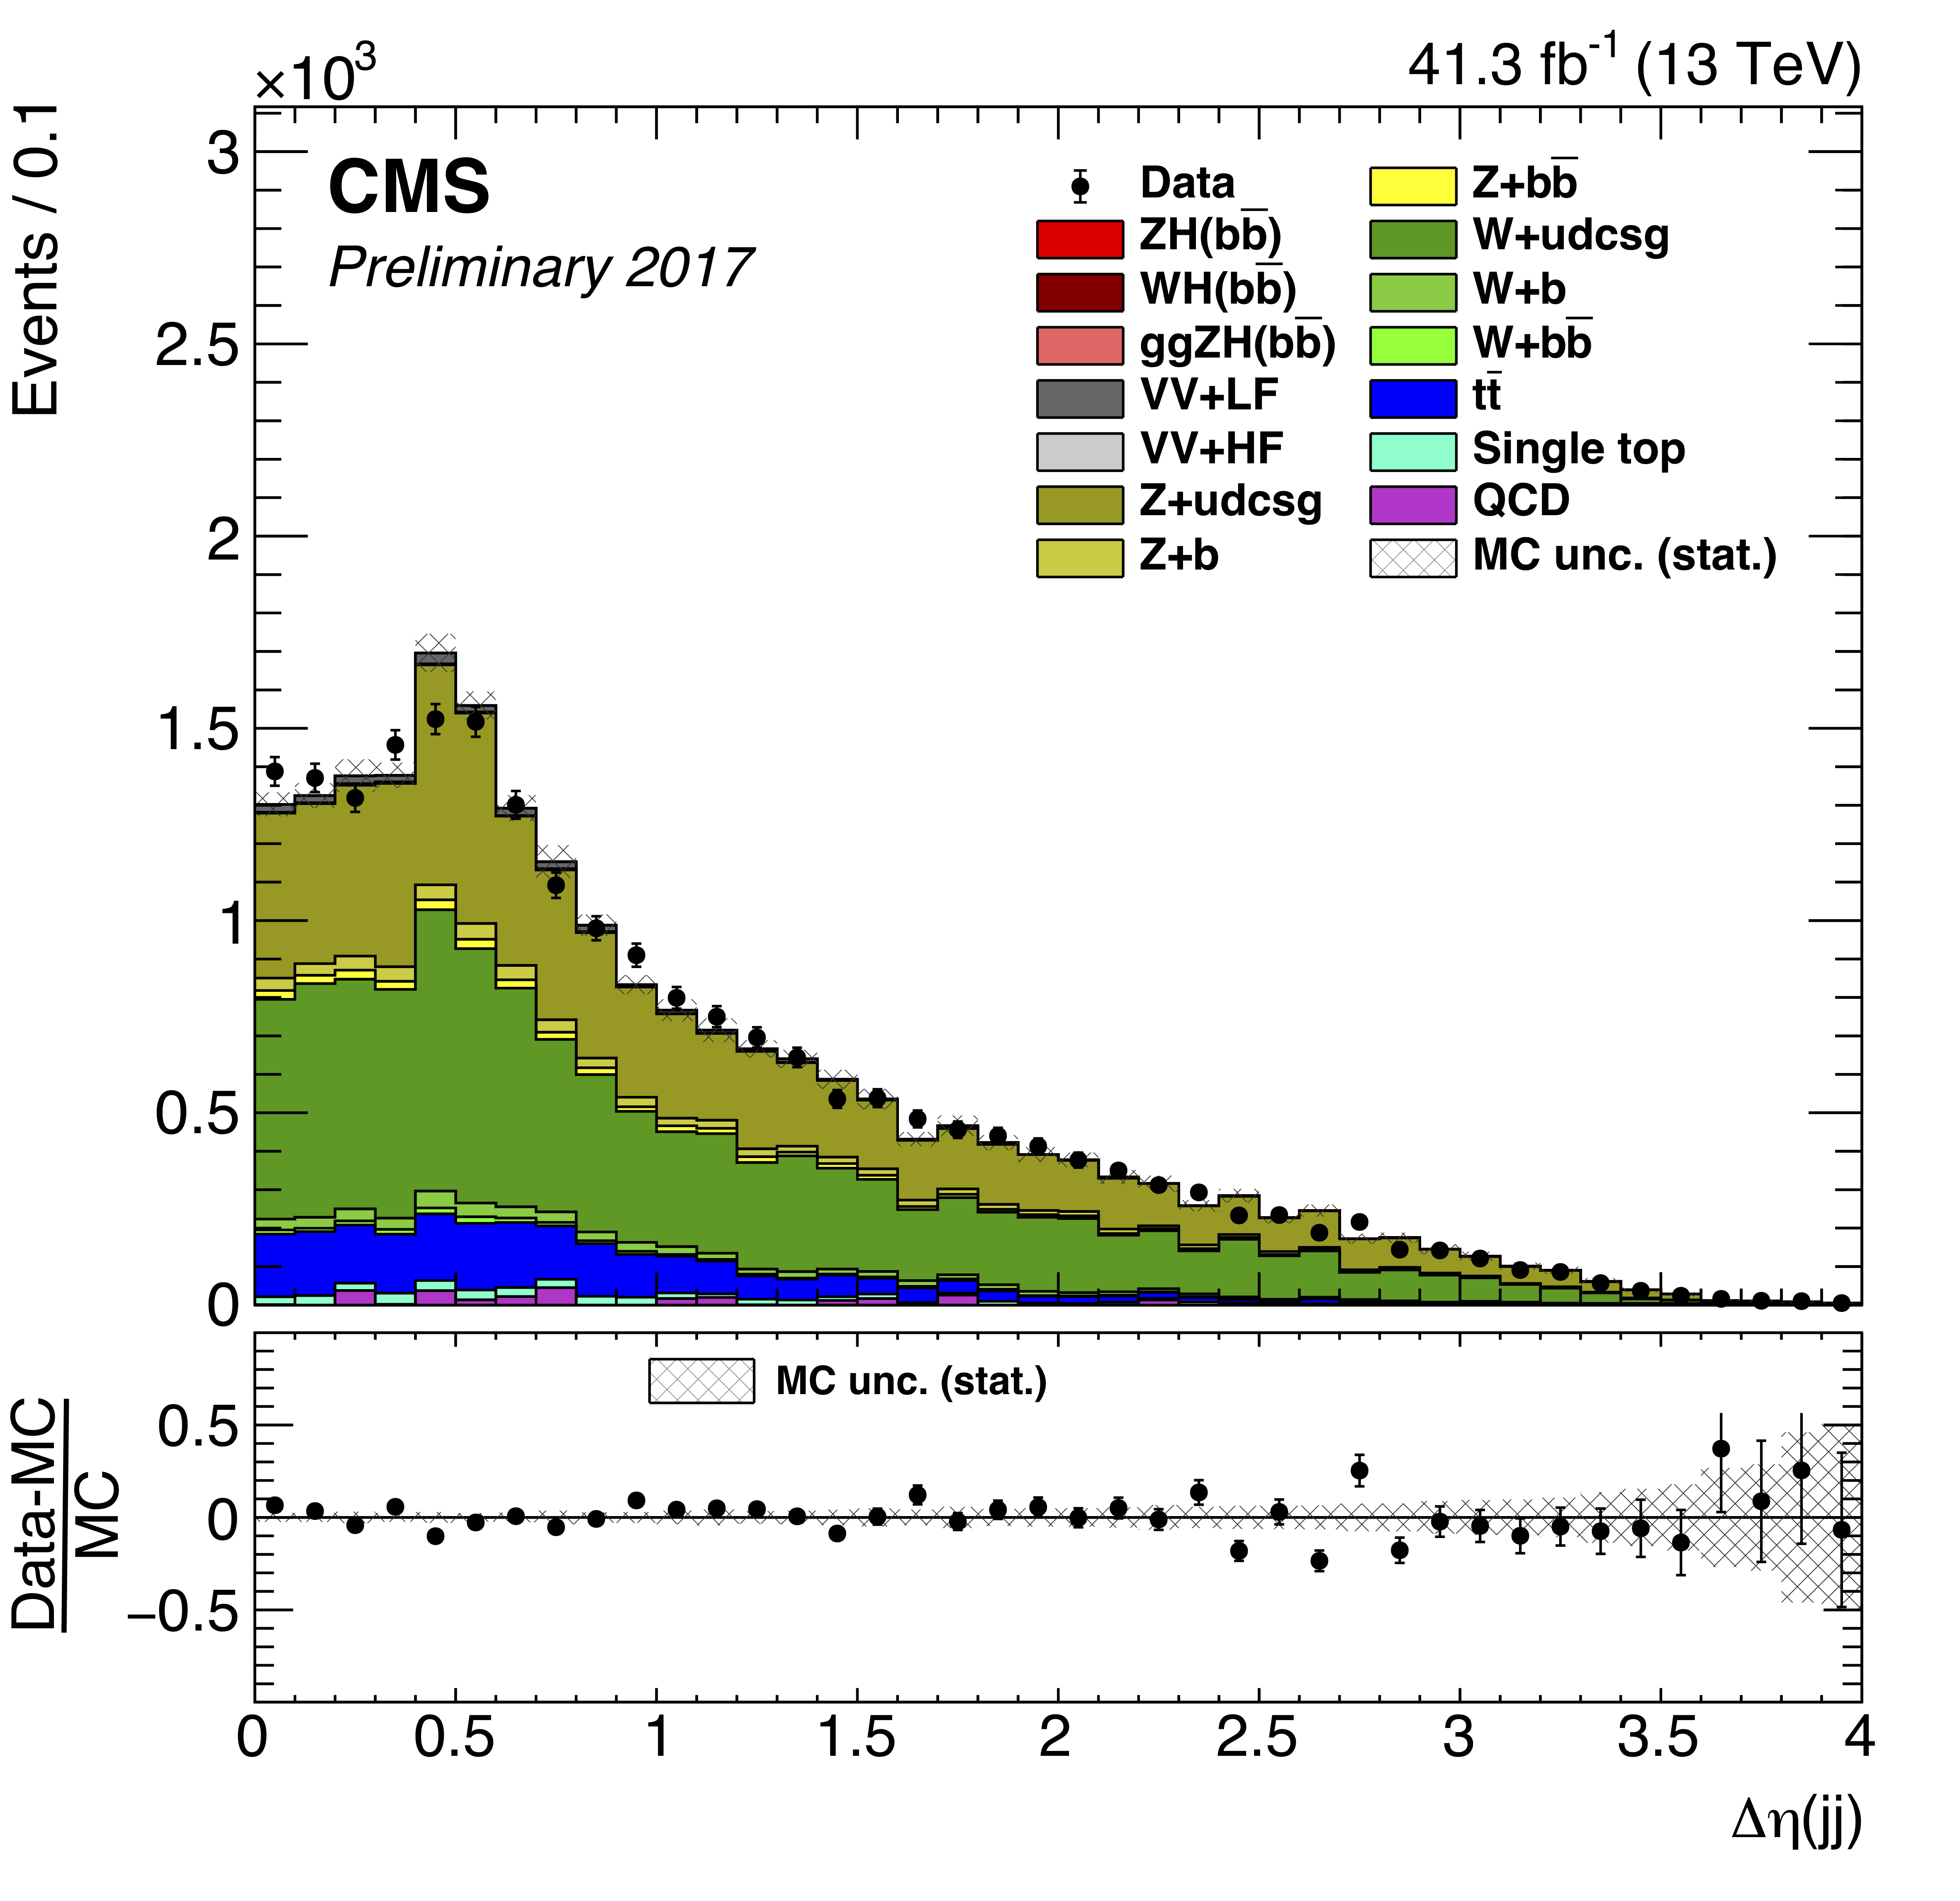 ×10³
41.3 fb⁻¹ (13 TeV)
Events / 0.1
CMS
Preliminary 2017
Data
ZH(bb̅)
WH(bb̅)
ggZH(bb̅)
VV+LF
VV+HF
Z+udcsg
Z+b
Z+bb̅
W+udcsg
W+b
W+bb̅
tt̅
Single top
QCD
MC unc. (stat.)
3
2.5
2
1.5
1
0.5
0
MC unc. (stat.)
Data-MC
MC
0.5
0
−0.5
0 0.5 1 1.5 2 2.5 3 3.5 4
Δη(jj)